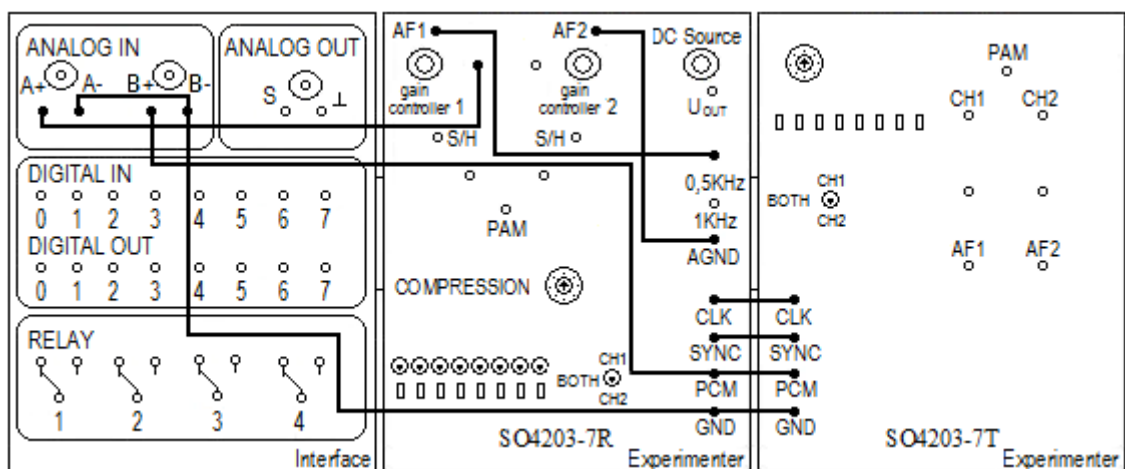 ANALOG IN
A+ A- B+ B-
ANALOG OUT
S ⊥
DIGITAL IN
0 1 2 3 4 5 6 7
DIGITAL OUT
0 1 2 3 4 5 6 7
RELAY
1 2 3 4
Interface
AF1 AF2 DC Source
gain
controller 1
gain
controller 2
UOUT
S/H S/H
0,5KHz
1KHz
PAM
AGND
COMPRESSION
CLK
SYNC
CH1
BOTH
CH2
PCM
GND
SO4203-7R
Experimenter
PAM
CH1 CH2
CH1
BOTH
CH2
AF1 AF2
CLK
SYNC
PCM
GND
SO4203-7T
Experimenter